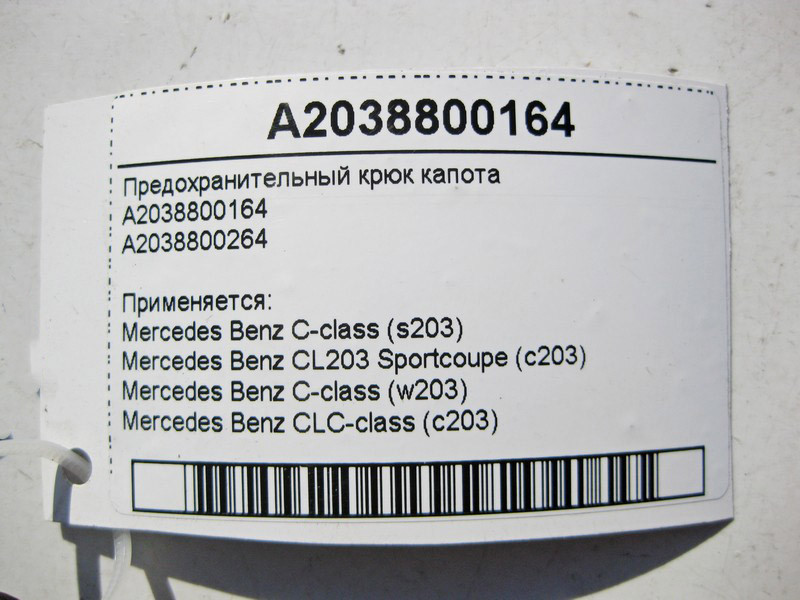 A2038800164
Предохранительный крюк капота
A2038800164
A2038800264
Применяется:
Mercedes Benz C-class (s203)
Mercedes Benz CL203 Sportcoupe (c203)
Mercedes Benz C-class (w203)
Mercedes Benz CLC-class (c203)